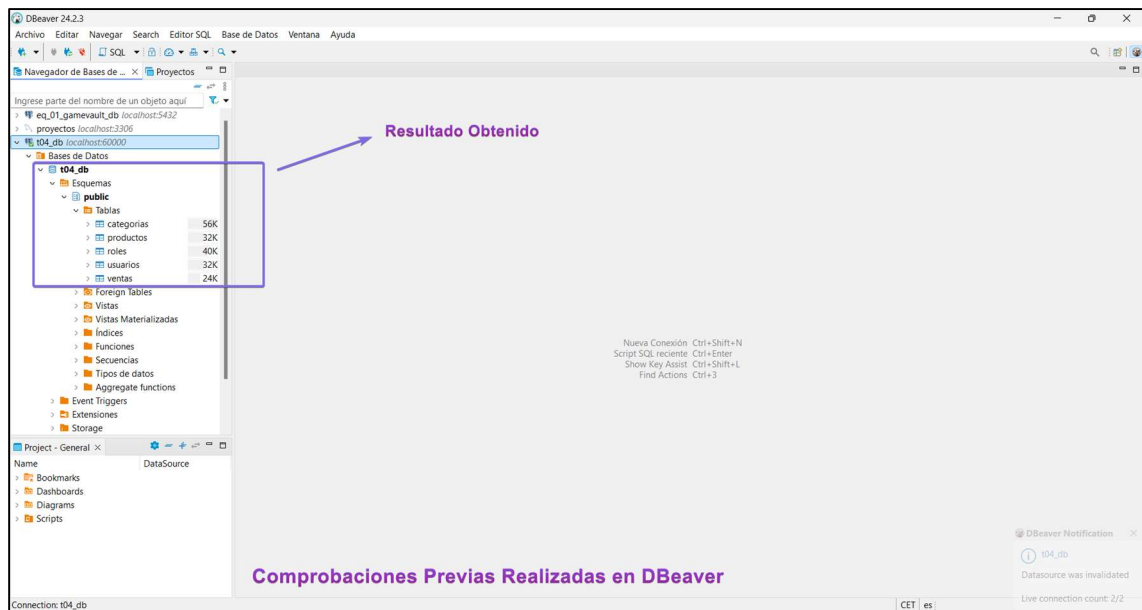 DBeaver 24.2.3
Archivo Editar Navegar Search Editor SQL Base de Datos Ventana Ayuda
SQL
Navegador de Bases de ... Proyectos
Ingrese parte del nombre de un objeto aquí
eq_01_gamevault_db localhost:5432
proyectos localhost:3306
t04_db localhost:60000
Bases de Datos
t04_db
Esquemas
public
Tablas
categorias 56K
productos 32K
roles 40K
usuarios 32K
ventas 24K
Foreign Tables
Vistas
Vistas Materializadas
Índices
Funciones
Secuencias
Tipos de datos
Aggregate functions
Event Triggers
Extensiones
Storage
Resultado Obtenido
Nueva Conexión Ctrl+Shift+N
Script SQL reciente Ctrl+Enter
Show Key Assist Ctrl+Shift+L
Find Actions Ctrl+3
Project - General
Name DataSource
Bookmarks
Dashboards
Diagrams
Scripts
Comprobaciones Previas Realizadas en DBeaver
DBeaver Notification
t04_db
Datasource was invalidated
Live connection count: 2/2
Connection: t04_db CET es